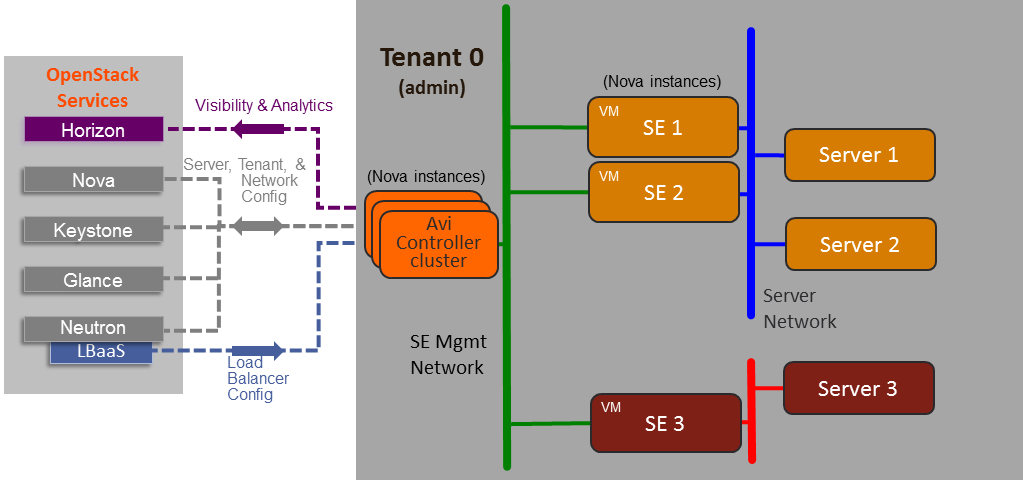 OpenStack
Services
Horizon
Nova
Keystone
Glance
Neutron
LBaaS
Visibility & Analytics
Server, Tenant, &
Network
Config
Load
Balancer
Config
Tenant 0
(admin)
(Nova instances)
Avi
Controller
cluster
SE Mgmt
Network
(Nova instances)
VM
SE 1
VM
SE 2
Server 1
Server 2
Server
Network
VM
SE 3
Server 3